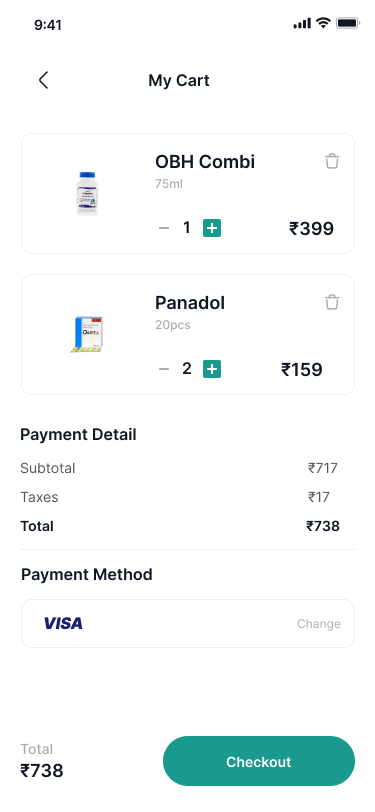 9:41
My Cart
OBH Combi
75ml
1
₹399
Panadol
20pcs
2
₹159
Payment Detail
Subtotal ₹717
Taxes ₹17
Total ₹738
Payment Method
VISA Change
Total
₹738
Checkout